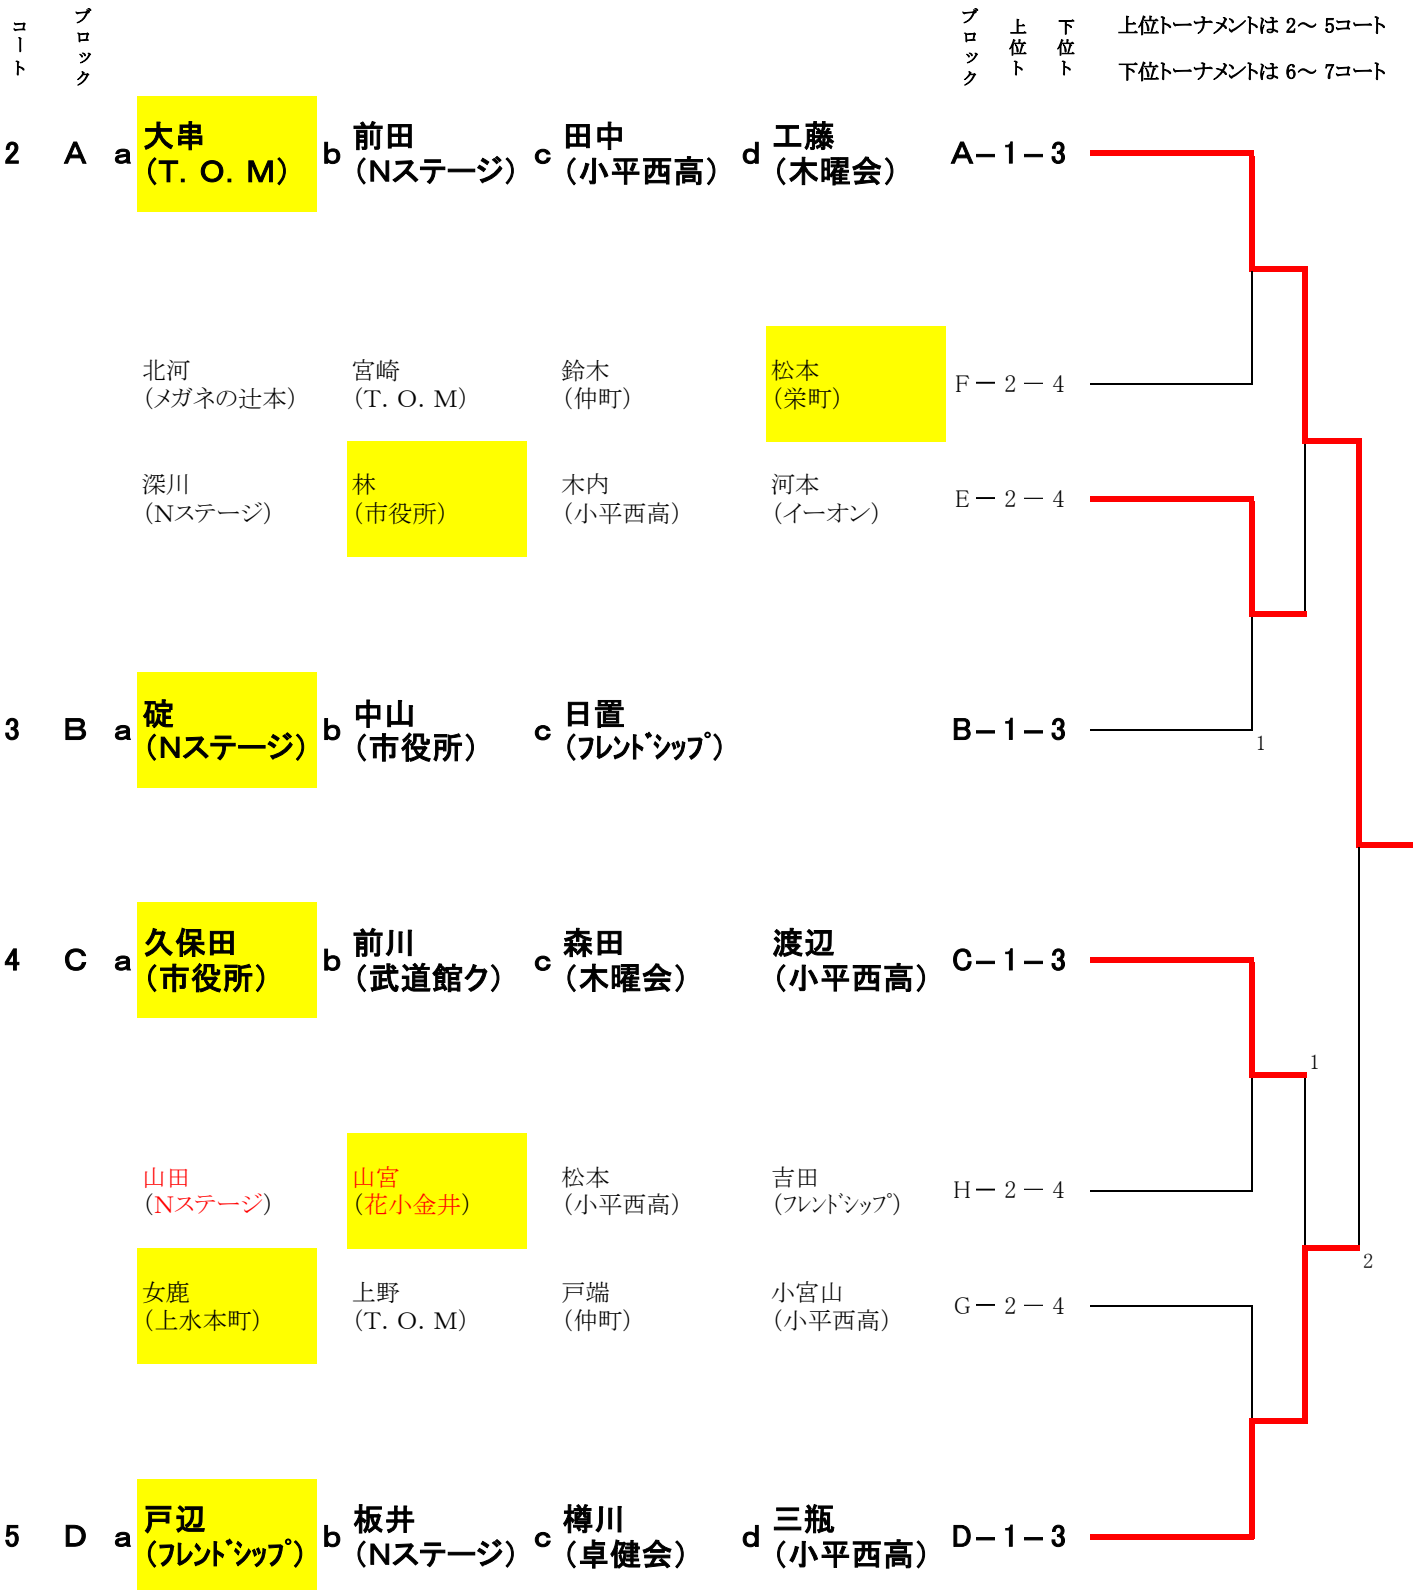 コート
ブロック
ブロック
上位ト
下位ト
上位トーナメントは 2～ 5コート
下位トーナメントは 6～ 7コート
2 A a 大串 b 前田 c 田中 d 工藤 A－1－3
(T. O. M) (Nステージ) (小平西高) (木曜会)
北河 宮崎 鈴木 松本 F－2－4
(メガネの辻本) (T. O. M) (仲町) (栄町)
深川 林 木内 河本 E－2－4
(Nステージ) (市役所) (小平西高) (イーオン)
3 B a 碇 b 中山 c 日置 B－1－3
(Nステージ) (市役所) (フレンドシップ)
1
4 C a 久保田 b 前川 c 森田 渡辺 C－1－3
(市役所) (武道館ク) (木曜会) (小平西高)
1
山田 山宮 松本 吉田 H－2－4
(Nステージ) (花小金井) (小平西高) (フレンドシップ)
2
女鹿 上野 戸端 小宮山 G－2－4
(上水本町) (T. O. M) (仲町) (小平西高)
5 D a 戸辺 b 板井 c 樽川 d 三瓶 D－1－3
(フレンドシップ) (Nステージ) (卓健会) (小平西高)